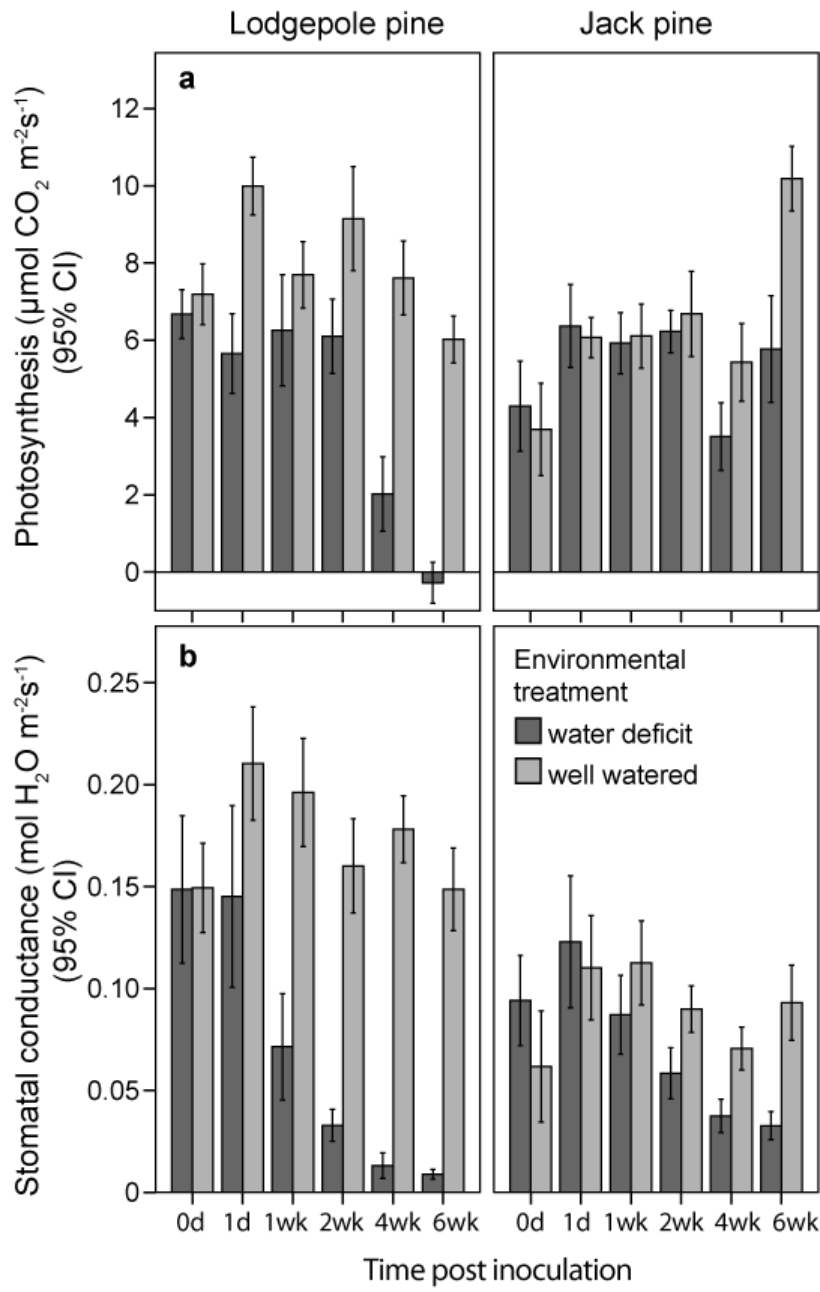 Lodgepole pine
Jack pine
a
Photosynthesis (µmol CO₂ m⁻²s⁻¹)
(95% CI)
12
10
8
6
4
2
0
b
Stomatal conductance (mol H₂O m⁻²s⁻¹)
(95% CI)
0.25
0.20
0.15
0.10
0.05
0
Environmental
treatment
water deficit
well watered
0d 1d 1wk 2wk 4wk 6wk
0d 1d 1wk 2wk 4wk 6wk
Time post inoculation